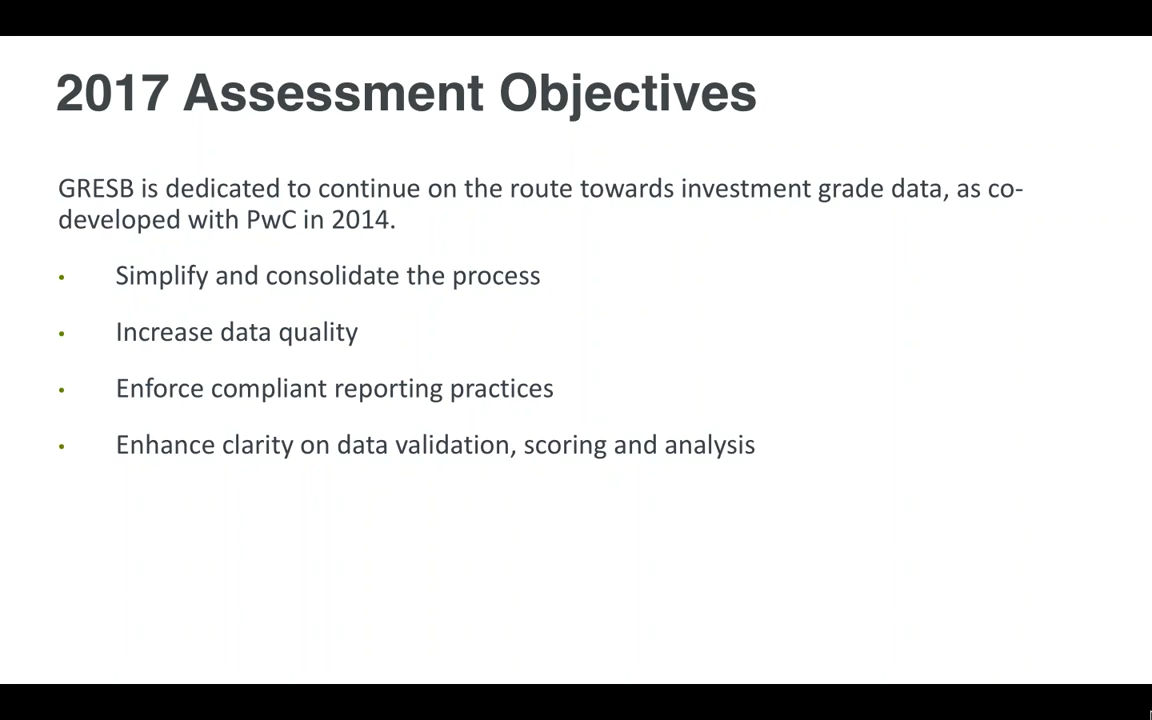 2017 Assessment Objectives
GRESB is dedicated to continue on the route towards investment grade data, as co-
developed with PwC in 2014.
• Simplify and consolidate the process
• Increase data quality
• Enforce compliant reporting practices
• Enhance clarity on data validation, scoring and analysis